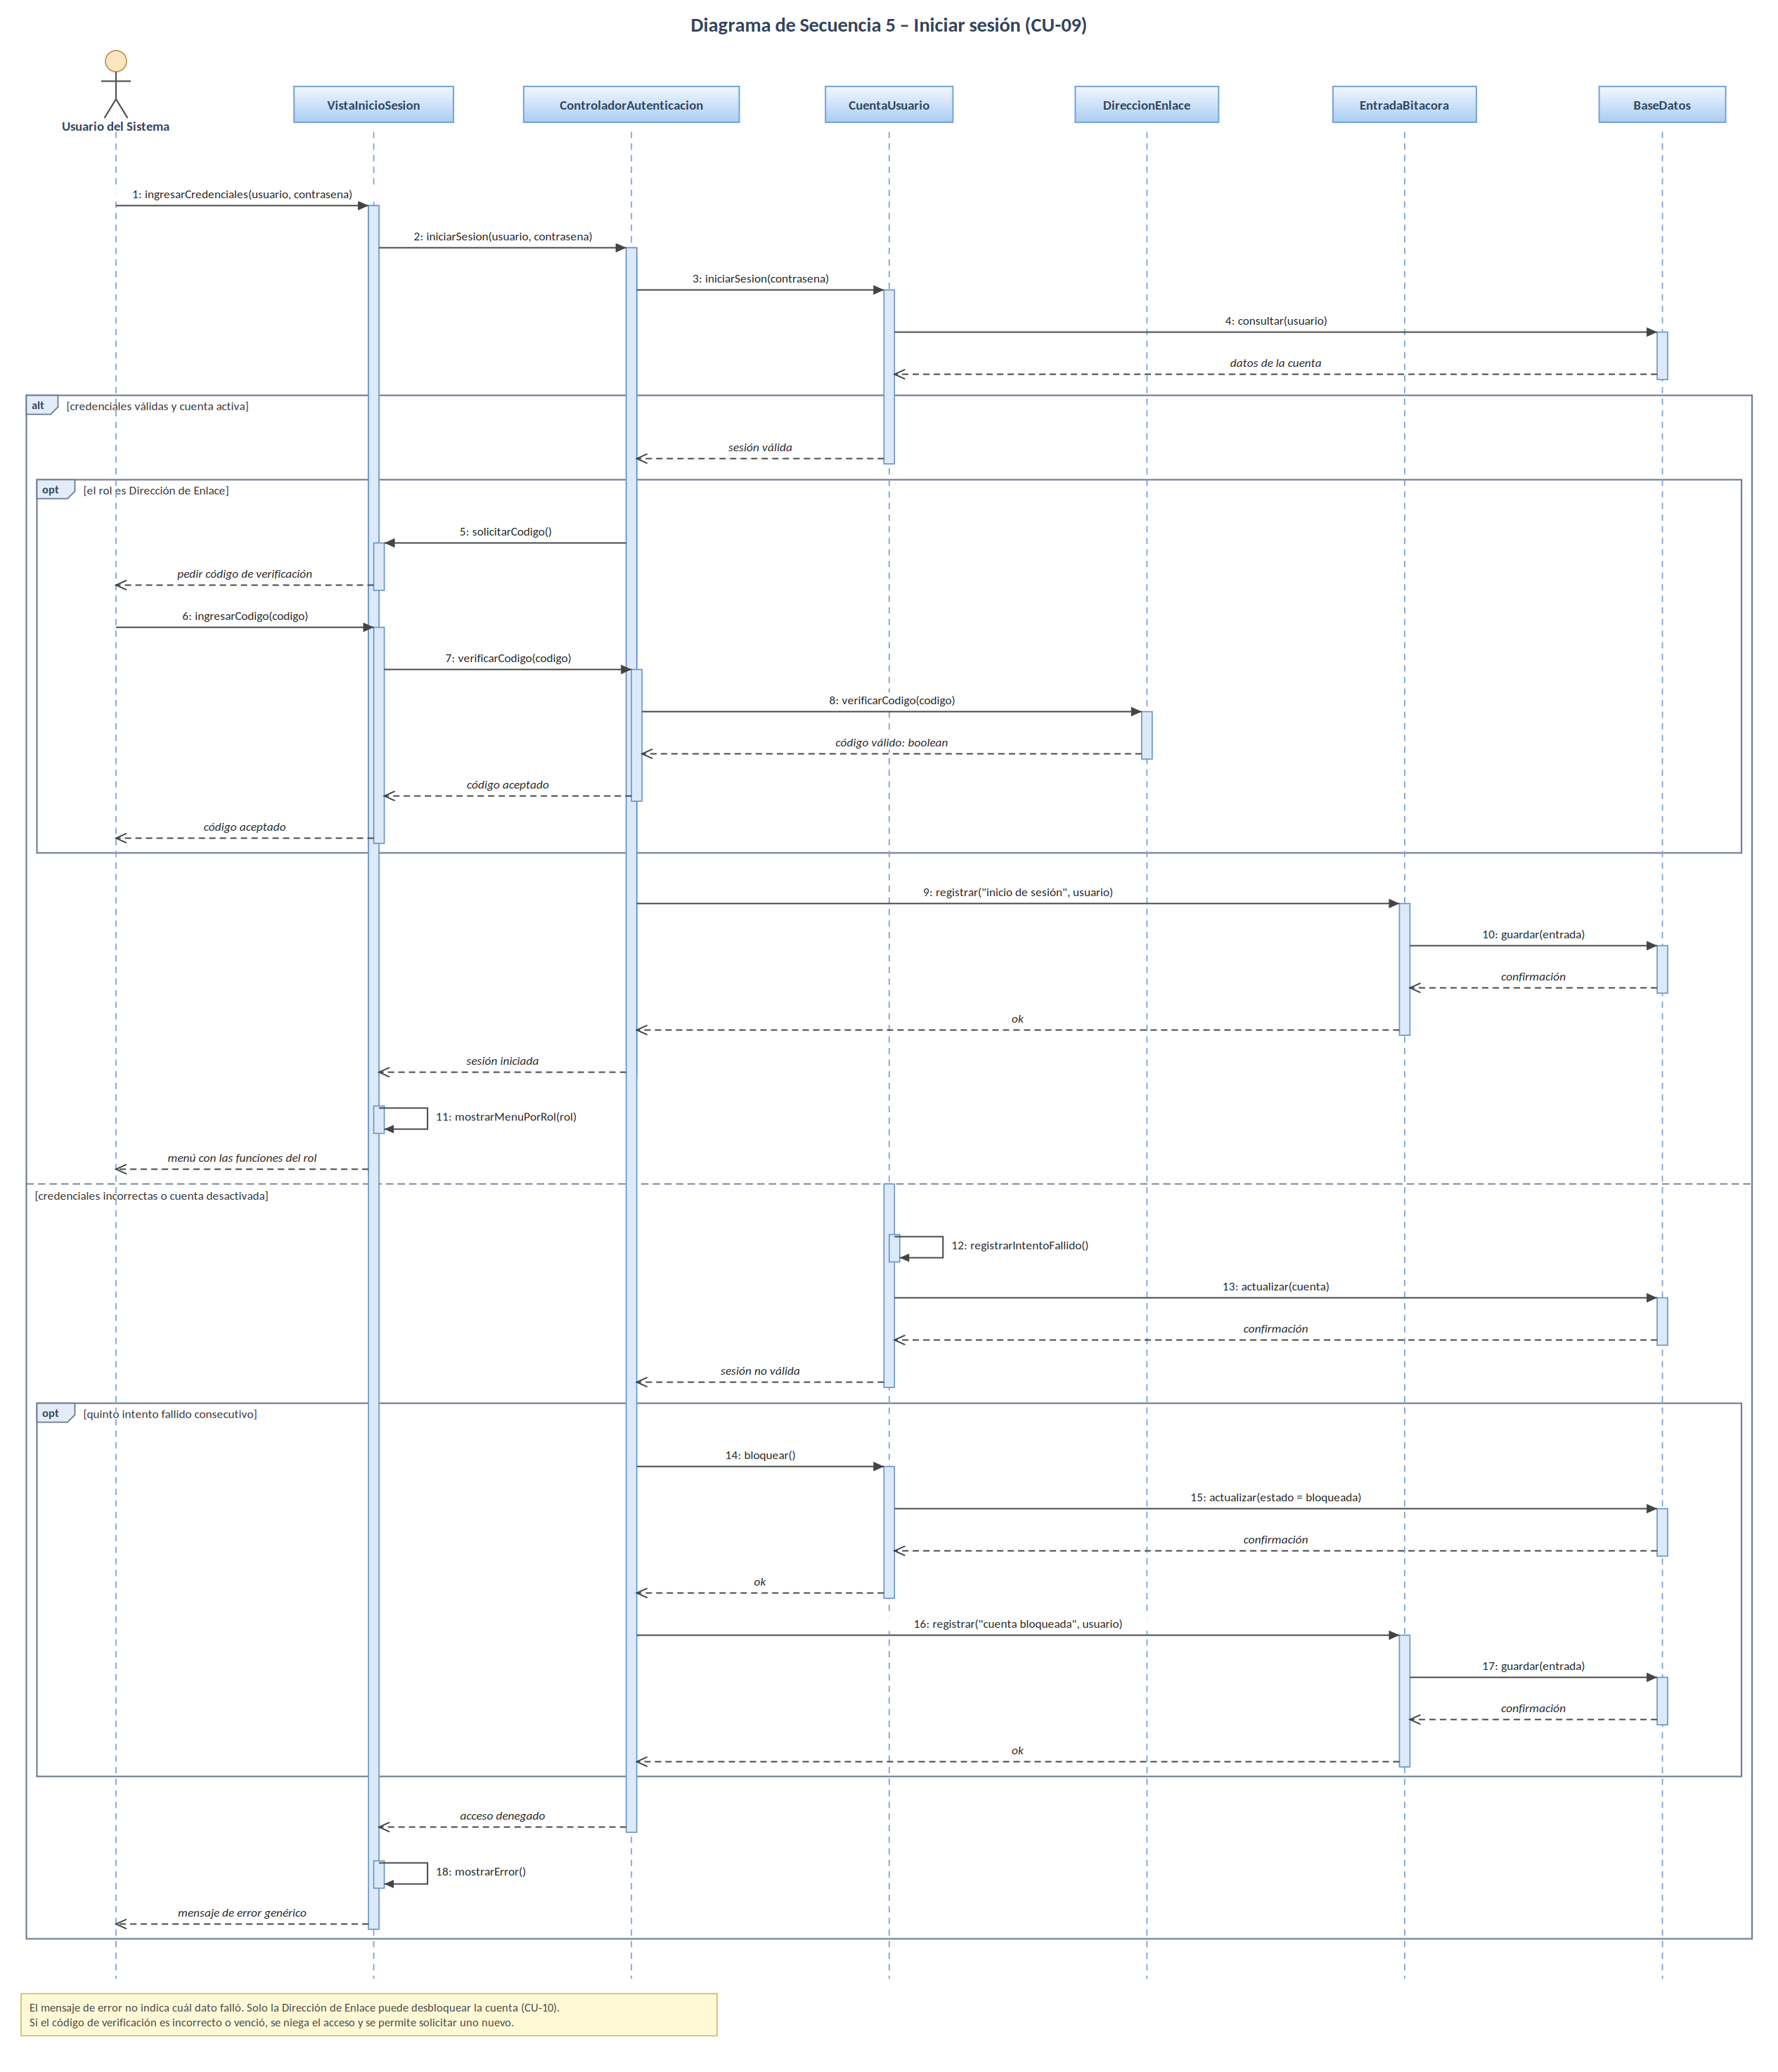 Diagrama de Secuencia 5 – Iniciar sesión (CU-09)
Usuario del Sistema
VistaInicioSesion
ControladorAutenticacion
CuentaUsuario
DireccionEnlace
EntradaBitacora
BaseDatos
1: ingresarCredenciales(usuario, contrasena)
2: iniciarSesion(usuario, contrasena)
3: iniciarSesion(contrasena)
4: consultar(usuario)
datos de la cuenta
alt [credenciales válidas y cuenta activa]
sesión válida
opt [el rol es Dirección de Enlace]
5: solicitarCodigo()
pedir código de verificación
6: ingresarCodigo(codigo)
7: verificarCodigo(codigo)
8: verificarCodigo(codigo)
código válido: boolean
código aceptado
código aceptado
9: registrar("inicio de sesión", usuario)
10: guardar(entrada)
confirmación
ok
sesión iniciada
11: mostrarMenuPorRol(rol)
menú con las funciones del rol
[credenciales incorrectas o cuenta desactivada]
12: registrarIntentoFallido()
13: actualizar(cuenta)
confirmación
sesión no válida
opt [quinto intento fallido consecutivo]
14: bloquear()
15: actualizar(estado = bloqueada)
confirmación
ok
16: registrar("cuenta bloqueada", usuario)
17: guardar(entrada)
confirmación
ok
acceso denegado
18: mostrarError()
mensaje de error genérico
El mensaje de error no indica cuál dato falló. Solo la Dirección de Enlace puede desbloquear la cuenta (CU-10).
Si el código de verificación es incorrecto o venció, se niega el acceso y se permite solicitar uno nuevo.